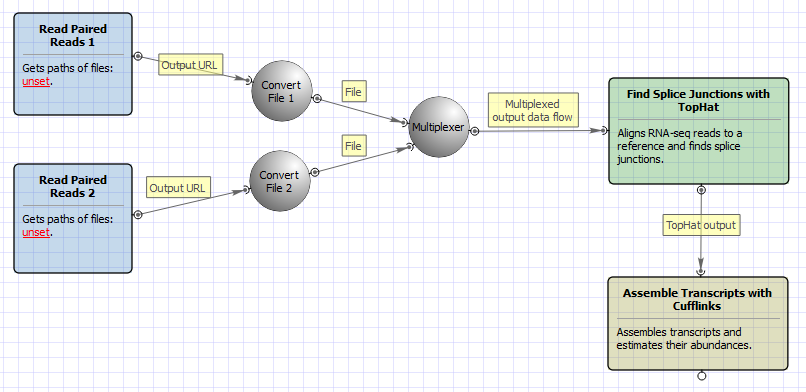 Read Paired
Reads 1
Gets paths of files:
unset.
Output URL
Convert
File 1
File
Multiplexer
Multiplexed
output data flow
Find Splice Junctions with
TopHat
Aligns RNA-seq reads to a
reference and finds splice
junctions.
Read Paired
Reads 2
Gets paths of files:
unset.
Output URL
Convert
File 2
File
TopHat output
Assemble Transcripts with
Cufflinks
Assembles transcripts and
estimates their abundances.